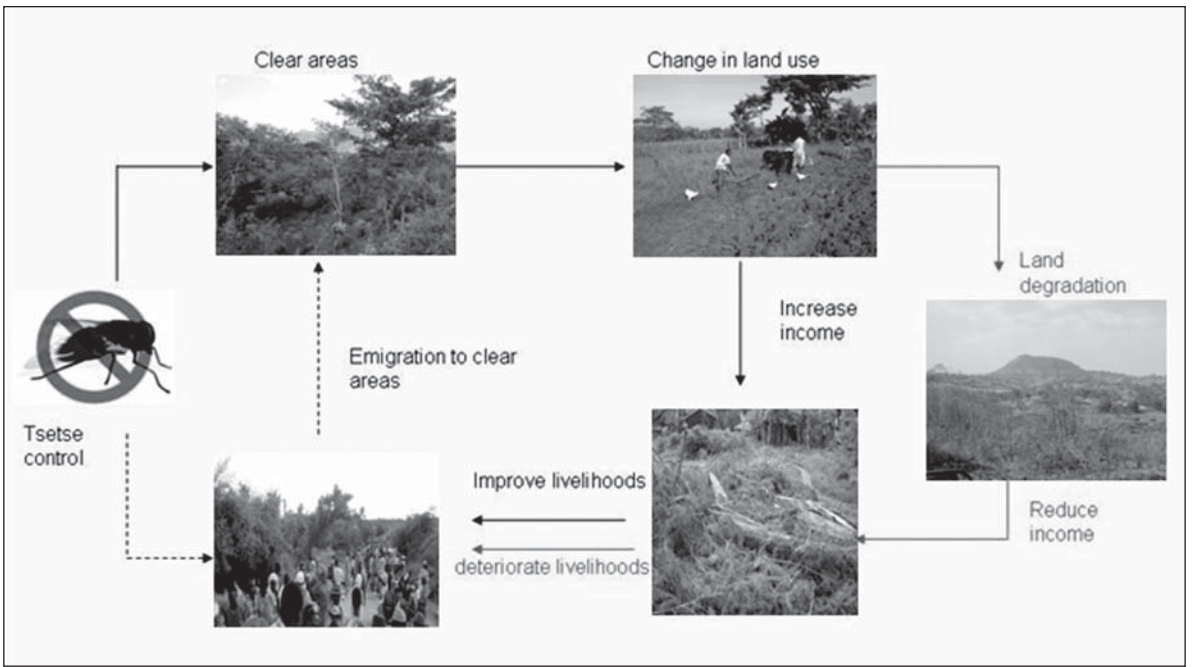 Clear areas
Change in land use
Land
degradation
Increase
income
Emigration to clear
areas
Tsetse
control
Improve livelihoods
deteriorate livelihoods
Reduce
income